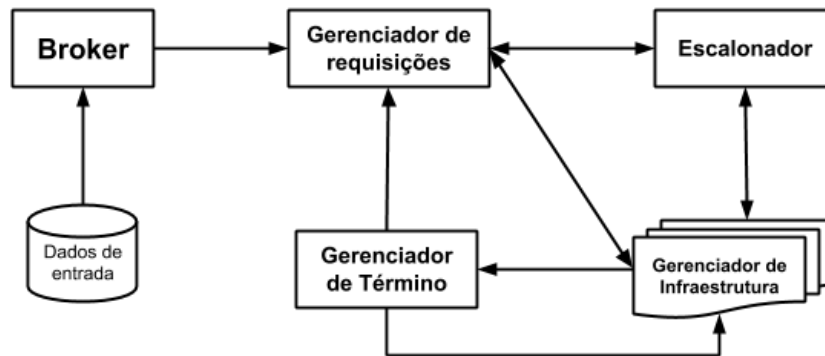 Broker
Gerenciador de
requisições
Escalonador
Dados de
entrada
Gerenciador
de Término
Gerenciador de
Infraestrutura